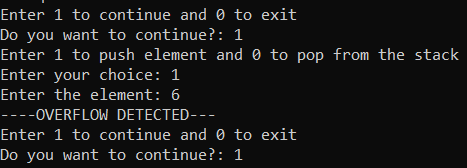 Enter 1 to continue and 0 to exit
Do you want to continue?: 1
Enter 1 to push element and 0 to pop from the stack
Enter your choice: 1
Enter the element: 6
----OVERFLOW DETECTED---
Enter 1 to continue and 0 to exit
Do you want to continue?: 1